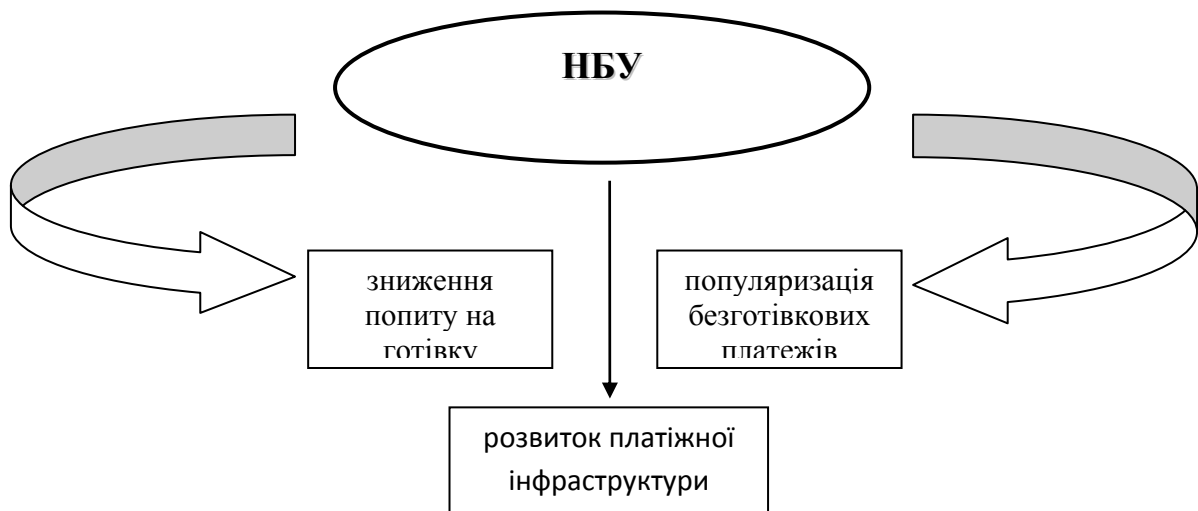 НБУ
зниження
попиту на
готівку
популяризація
безготівкових
платежів
розвиток платіжної
інфраструктури